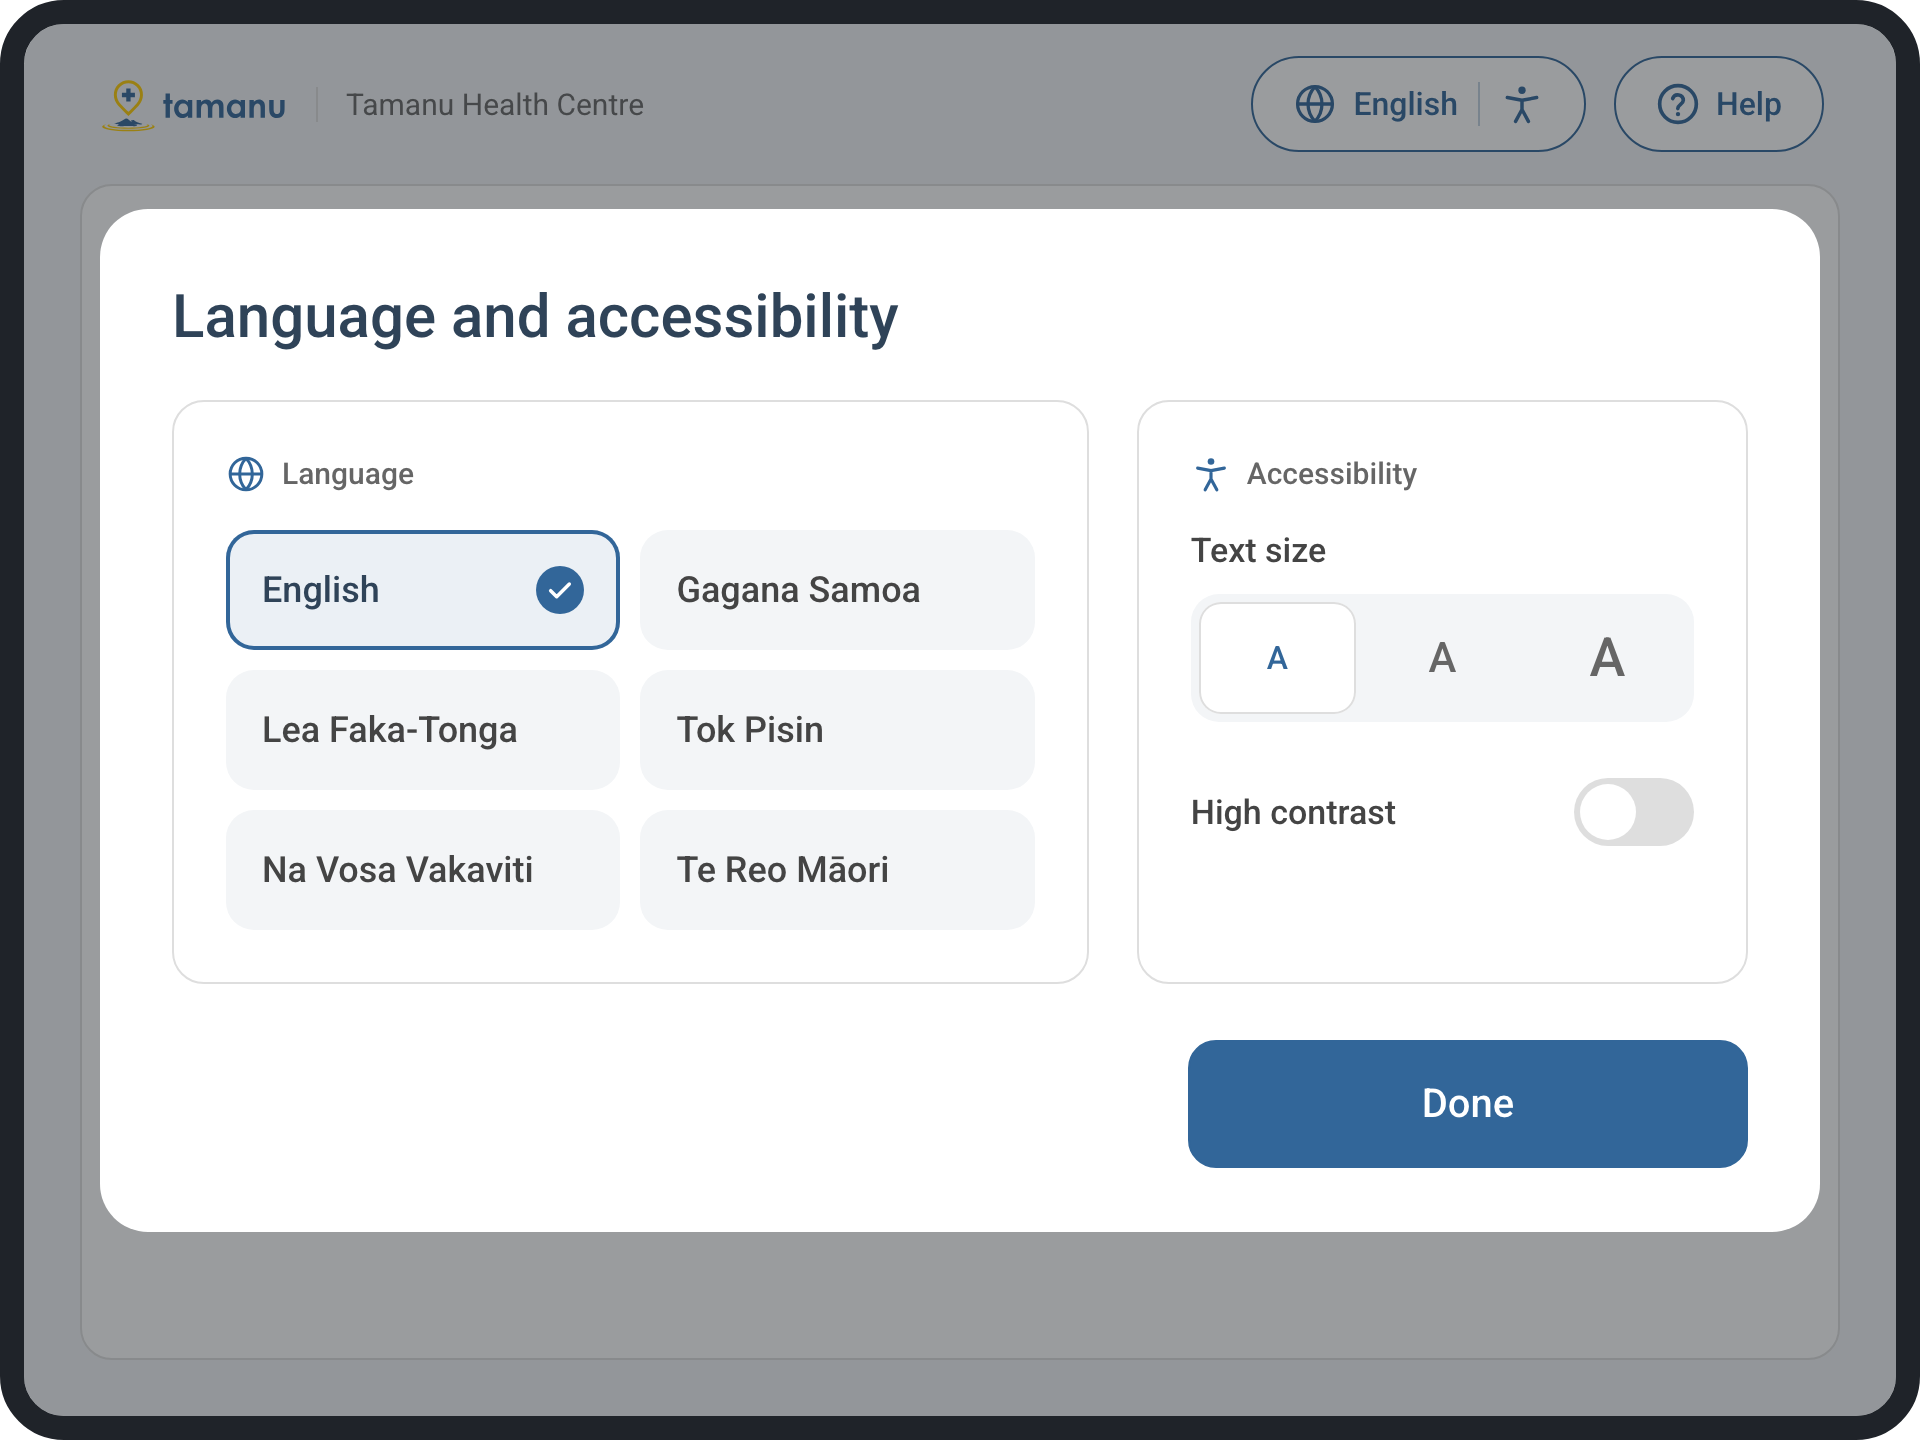 tamanu
Tamanu Health Centre
English
Help
Language and accessibility
Language
English
Gagana Samoa
Lea Faka-Tonga
Tok Pisin
Na Vosa Vakaviti
Te Reo Māori
Accessibility
Text size
A A A
High contrast
Done